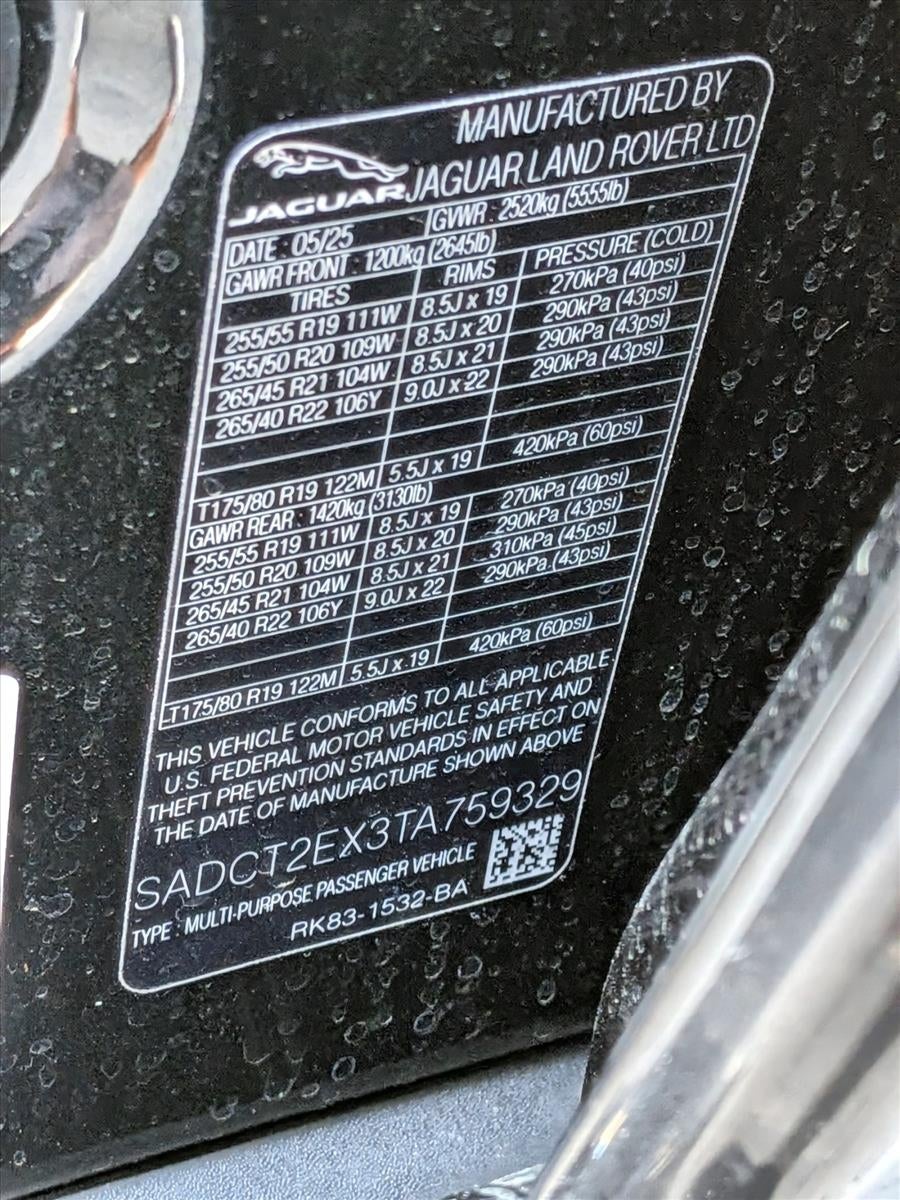 MANUFACTURED BY
JAGUAR JAGUAR LAND ROVER LTD
DATE : 05/25 GVWR : 2520kg (5555lb)
GAWR FRONT : 1200kg (2645lb)
TIRES RIMS PRESSURE (COLD)
255/55 R19 111W 8.5J x 19 270kPa (40psi)
255/50 R20 109W 8.5J x 20 290kPa (43psi)
265/45 R21 104W 8.5J x 21 290kPa (43psi)
265/40 R22 106Y 9.0J x 22 290kPa (43psi)
T175/80 R19 122M 5.5J x 19 420kPa (60psi)
GAWR REAR : 1420kg (3130lb)
255/55 R19 111W 8.5J x 19 270kPa (40psi)
255/50 R20 109W 8.5J x 20 290kPa (43psi)
265/45 R21 104W 8.5J x 21 310kPa (45psi)
265/40 R22 106Y 9.0J x 22 290kPa (43psi)
T175/80 R19 122M 5.5J x 19 420kPa (60psi)
THIS VEHICLE CONFORMS TO ALL APPLICABLE
U.S. FEDERAL MOTOR VEHICLE SAFETY AND
THEFT PREVENTION STANDARDS IN EFFECT ON
THE DATE OF MANUFACTURE SHOWN ABOVE
SADCT2EX3TA759329
TYPE : MULTI-PURPOSE PASSENGER VEHICLE
RK83-1532-BA